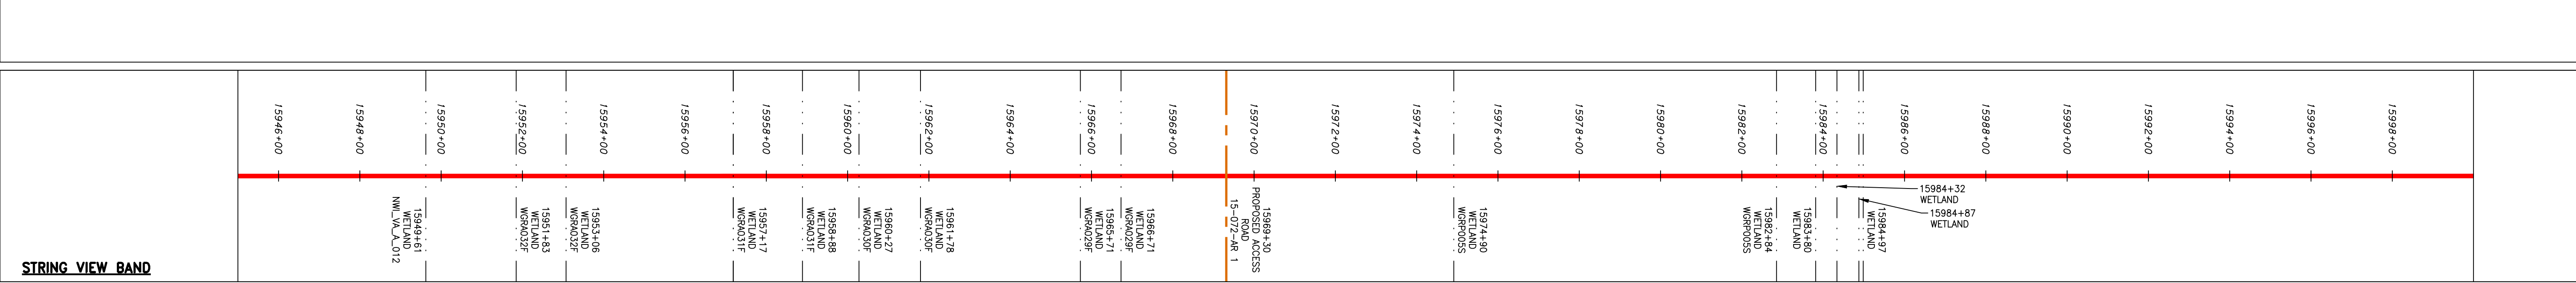 15946+00
15948+00
15950+00
15952+00
15954+00
15956+00
15958+00
15960+00
15962+00
15964+00
15966+00
15968+00
15970+00
15972+00
15974+00
15976+00
15978+00
15980+00
15982+00
15984+00
15986+00
15988+00
15990+00
15992+00
15994+00
15996+00
15998+00
15949+61
WETLAND
NWI_VA_A_012
15951+83
WETLAND
WGRA032F
15953+06
WETLAND
WGRA032F
15957+17
WETLAND
WGRA031F
15958+88
WETLAND
WGRA031F
15960+27
WETLAND
WGRA030F
15961+78
WETLAND
WGRA030F
15965+71
WETLAND
WGRA029F
15966+71
WETLAND
WGRA029F
15969+30
PROPOSED ACCESS
ROAD
15-072-AR 1
15974+90
WETLAND
WGRP005S
15982+84
WETLAND
WGRP005S
15983+80
WETLAND
15984+32
WETLAND
15984+87
WETLAND
15984+97
WETLAND
STRING VIEW BAND